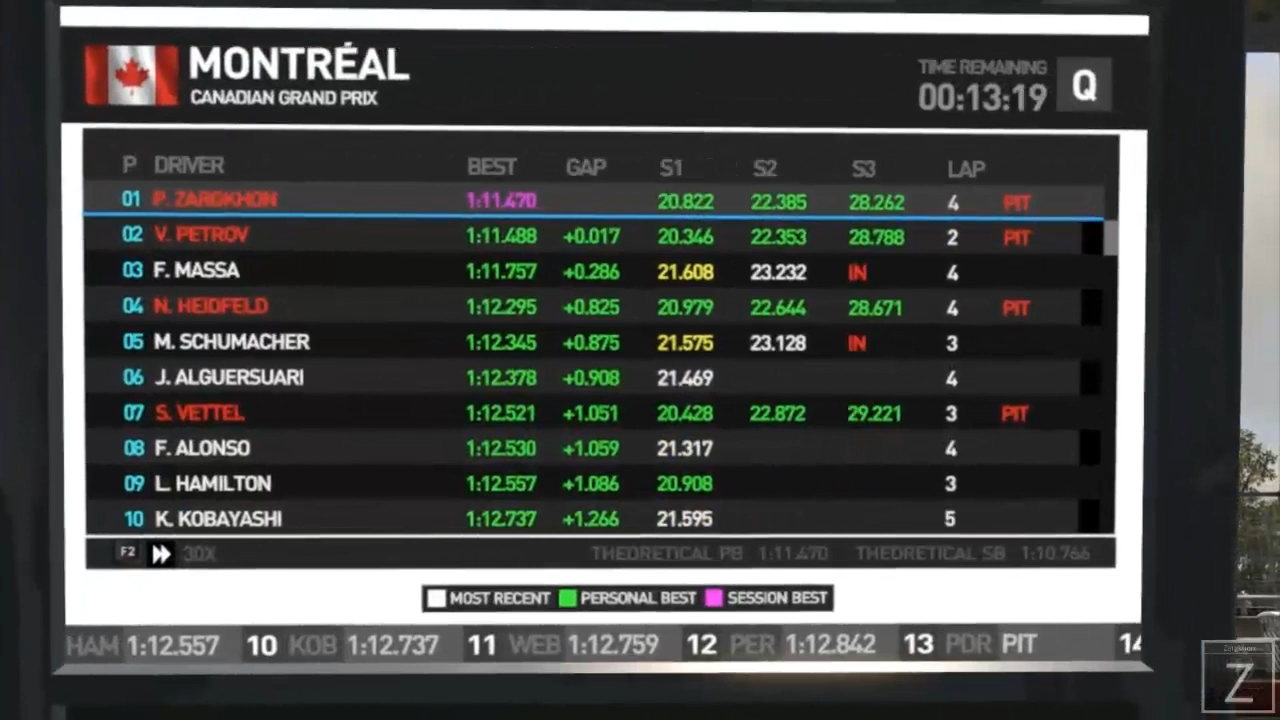 MONTRÉAL
CANADIAN GRAND PRIX
TIME REMAINING
00:13:19
Q
P DRIVER BEST GAP S1 S2 S3 LAP
01 P. ZARGKHON 1:11.470 20.822 22.385 28.262 4 PIT
02 V. PETROV 1:11.488 +0.017 20.346 22.353 28.788 2 PIT
03 F. MASSA 1:11.757 +0.286 21.608 23.232 IN 4
04 N. HEIDFELD 1:12.295 +0.825 20.979 22.644 28.671 4 PIT
05 M. SCHUMACHER 1:12.345 +0.875 21.575 23.128 IN 3
06 J. ALGUERSUARI 1:12.378 +0.908 21.469 4
07 S. VETTEL 1:12.521 +1.051 20.428 22.872 29.221 3 PIT
08 F. ALONSO 1:12.530 +1.059 21.317 4
09 L. HAMILTON 1:12.557 +1.086 20.908 3
10 K. KOBAYASHI 1:12.737 +1.266 21.595 5
F2 30X THEORETICAL PB 1:11.470 THEORETICAL SB 1:10.766
MOST RECENT PERSONAL BEST SESSION BEST
HAM 1:12.557 10 KOB 1:12.737 11 WEB 1:12.759 12 PER 1:12.842 13 PDR PIT 14
Zargkhon
Z